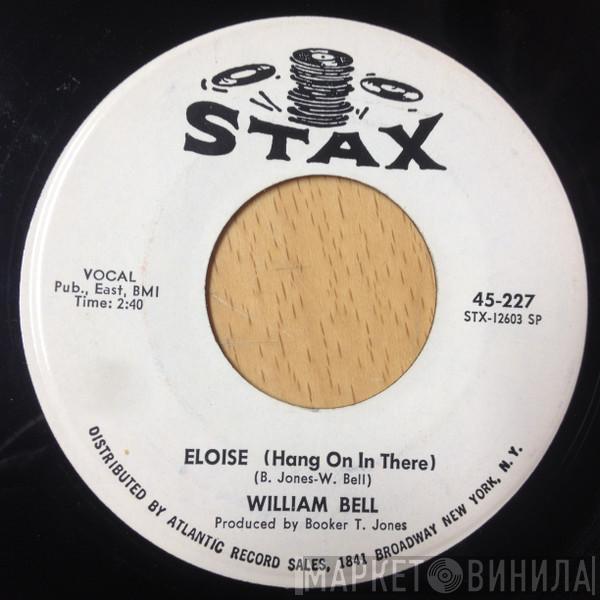 STAX
VOCAL
Pub., East, BMI
Time: 2:40
45-227
STX-12603 SP
ELOISE (Hang On In There)
(B. Jones-W. Bell)
WILLIAM BELL
Produced by Booker T. Jones
DISTRIBUTED BY ATLANTIC RECORD SALES, 1841 BROADWAY NEW YORK, N. Y.
МАРКЕТ ВИНИЛА